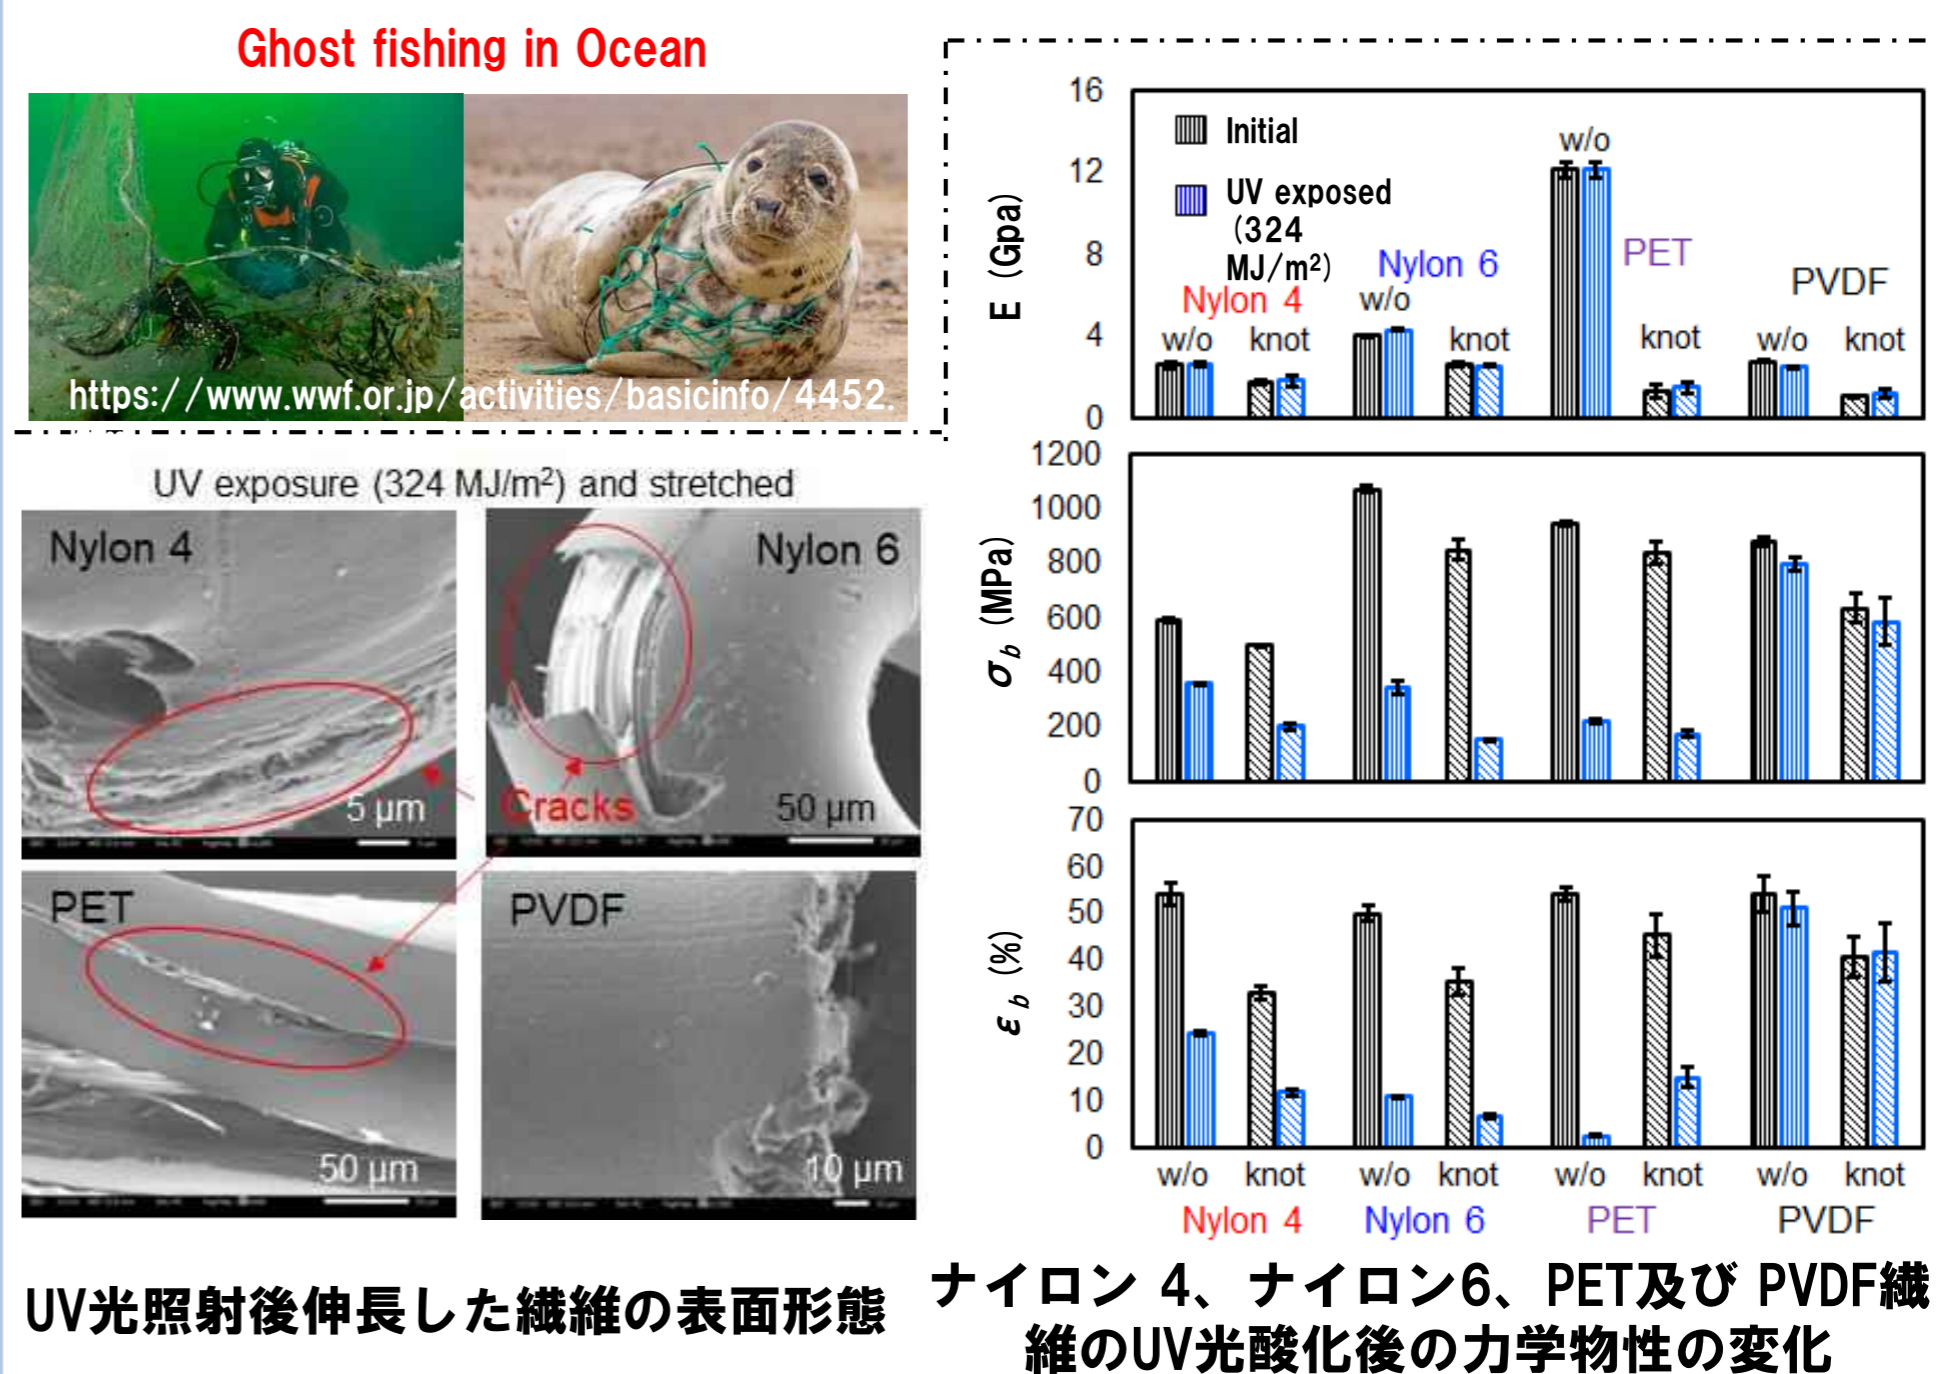 Ghost fishing in Ocean
https://www.wwf.or.jp/activities/basicinfo/4452.
UV exposure (324 MJ/m²) and stretched
Nylon 4
5 μm
Nylon 6
Cracks
50 μm
PET
50 μm
PVDF
10 μm
UV光照射後伸長した繊維の表面形態
E (Gpa)
16
12
8
4
0
Initial
UV exposed
(324
MJ/m²)
Nylon 4
w/o
knot
Nylon 6
w/o
knot
w/o
PET
knot
PVDF
w/o
knot
σb (MPa)
1200
1000
800
600
400
200
0
εb (%)
70
60
50
40
30
20
10
0
w/o knot w/o knot w/o knot w/o knot
Nylon 4 Nylon 6 PET PVDF
ナイロン 4、ナイロン6、PET及び PVDF繊
維のUV光酸化後の力学物性の変化